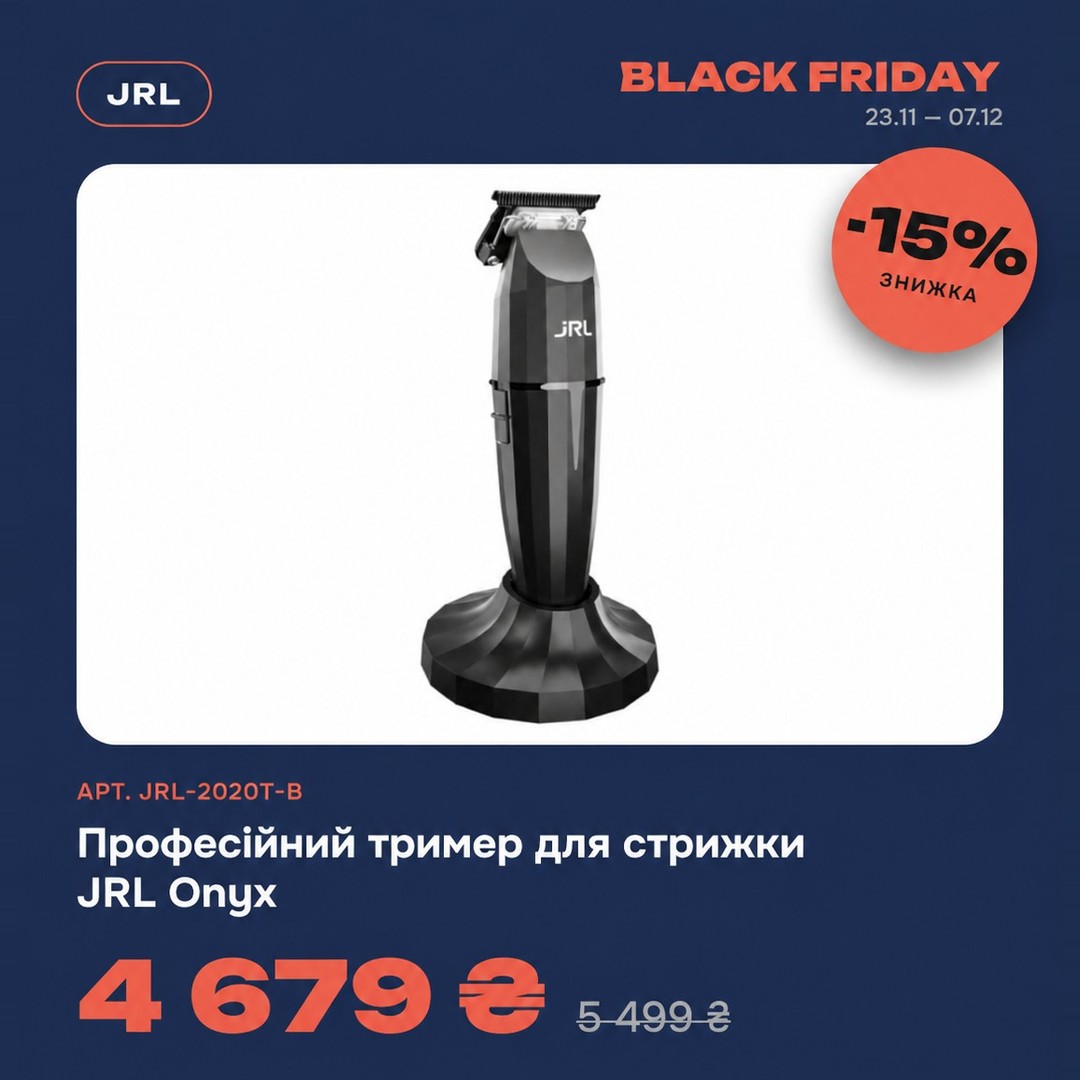 JRL
BLACK FRIDAY
23.11 — 07.12
-15%
ЗНИЖКА
JRL
АРТ. JRL-2020T-B
Професійний тример для стрижки
JRL Onyx
4 679 ₴
5 499 ₴